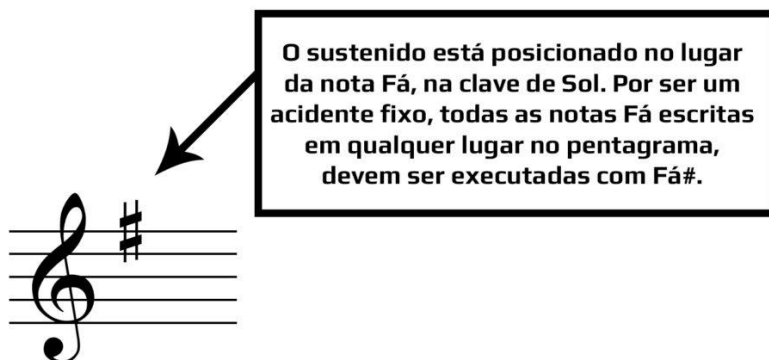 O sustenido está posicionado no lugar
da nota Fá, na clave de Sol. Por ser um
acidente fixo, todas as notas Fá escritas
em qualquer lugar no pentagrama,
devem ser executadas com Fá#.